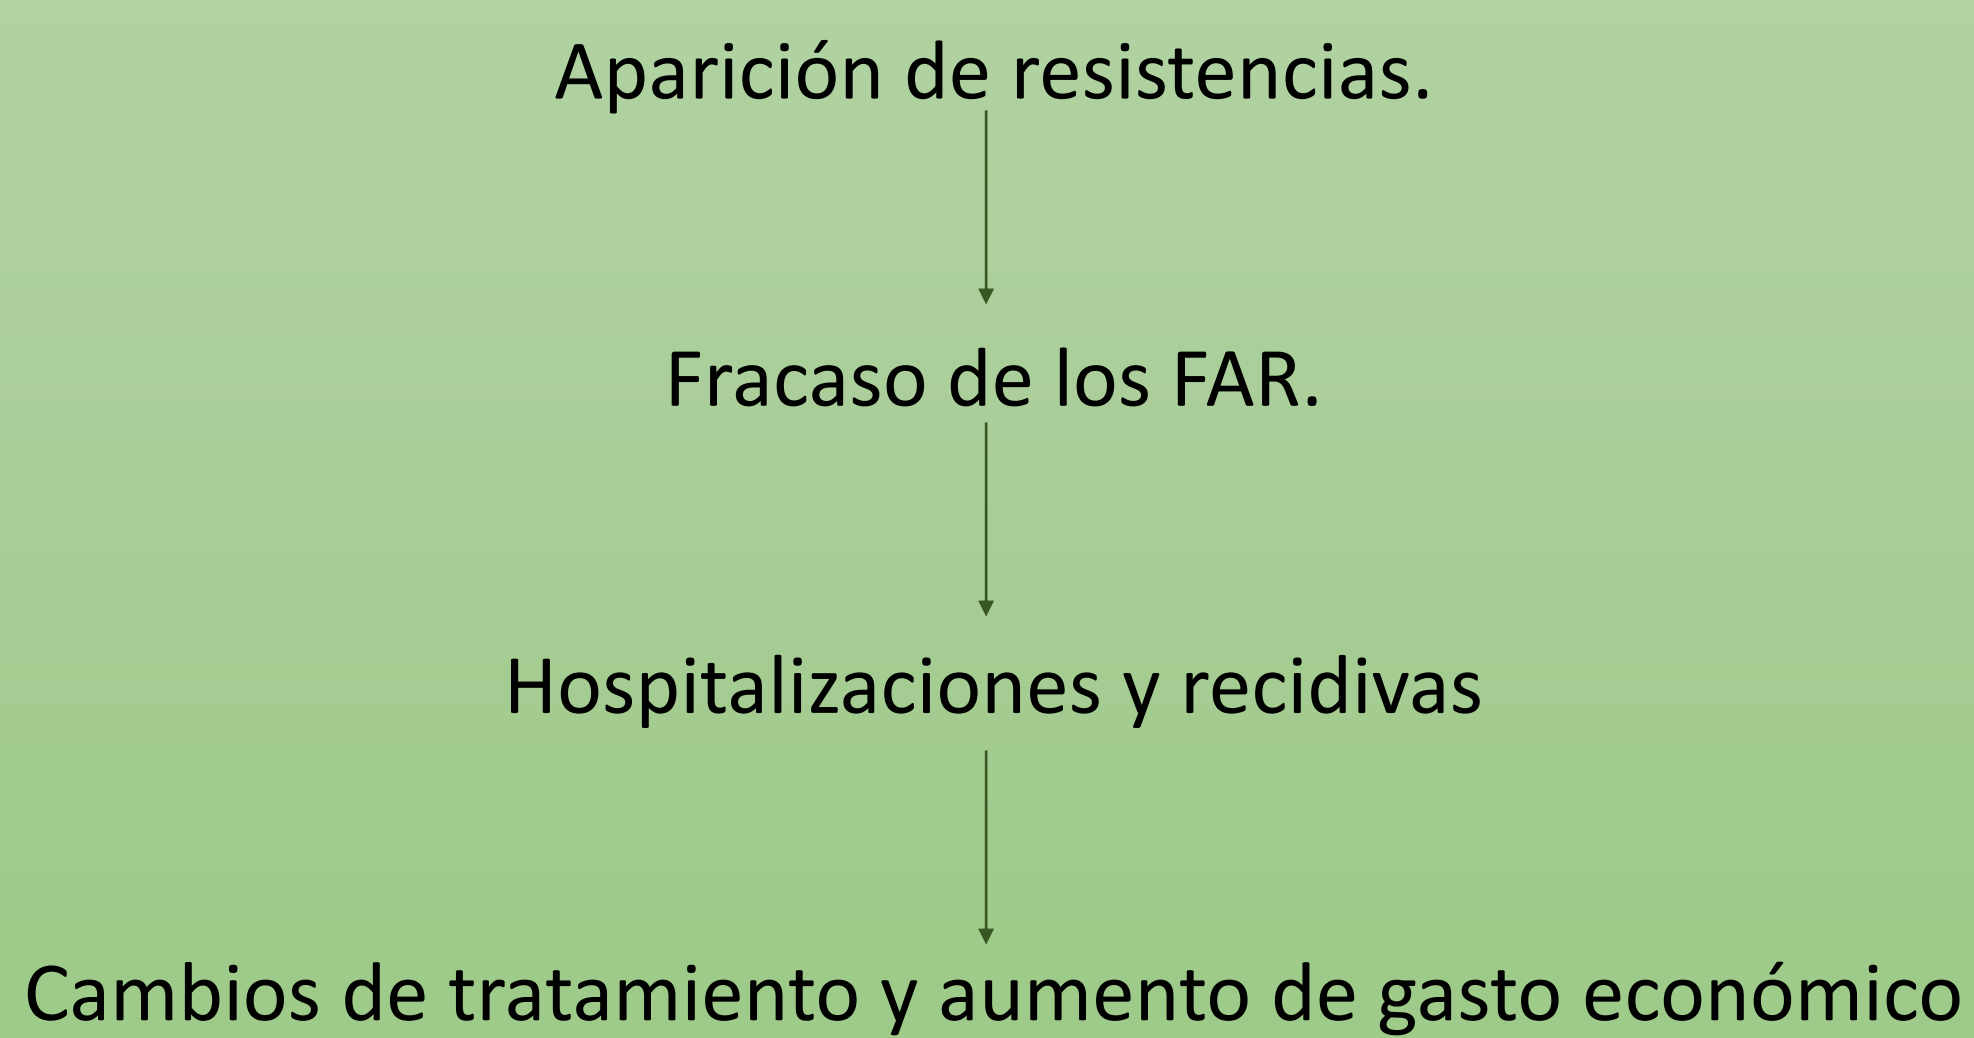 Aparición de resistencias.
Fracaso de los FAR.
Hospitalizaciones y recidivas
Cambios de tratamiento y aumento de gasto económico